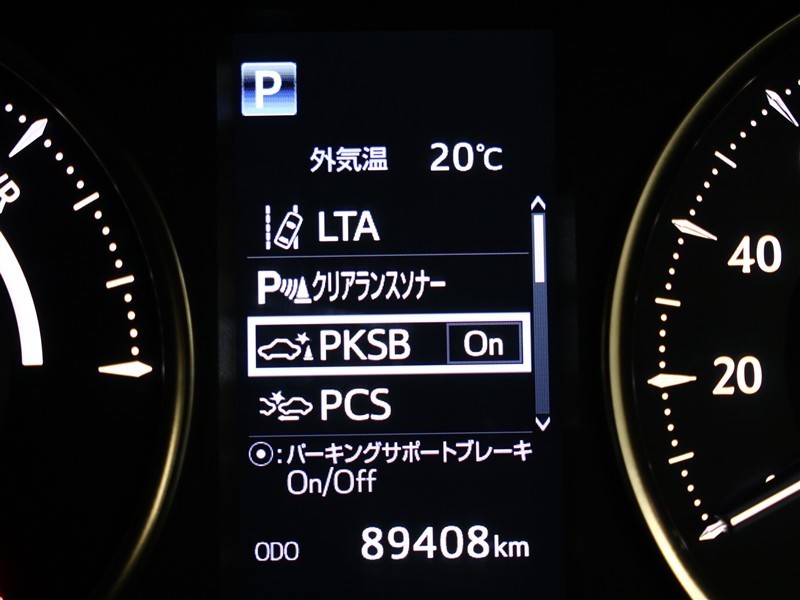 P
外気温 20℃
LTA
Pクリアランスソナー
PKSB On
PCS
:パーキングサポートブレーキ
On/Off
ODO 89408km
40
20